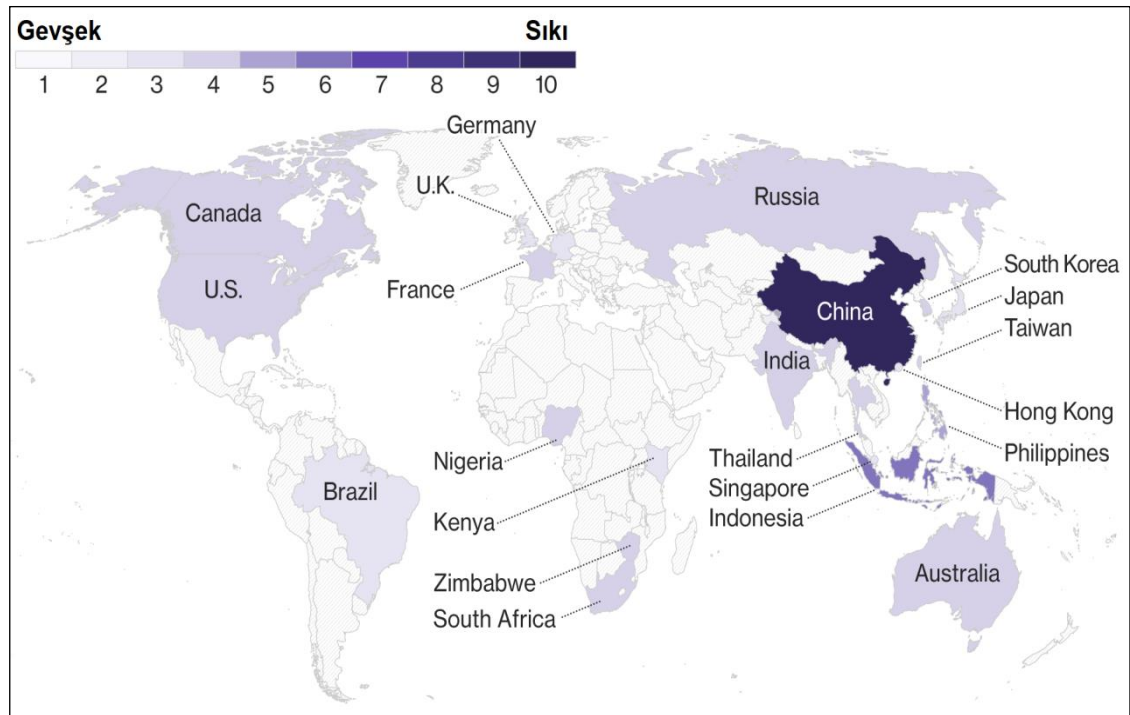 Gevşek Sıkı
1 2 3 4 5 6 7 8 9 10
Germany
U.K.
Canada
Russia
France
U.S.
South Korea
Japan
China
Taiwan
India
Hong Kong
Nigeria
Thailand
Philippines
Brazil
Singapore
Kenya
Indonesia
Zimbabwe
Australia
South Africa